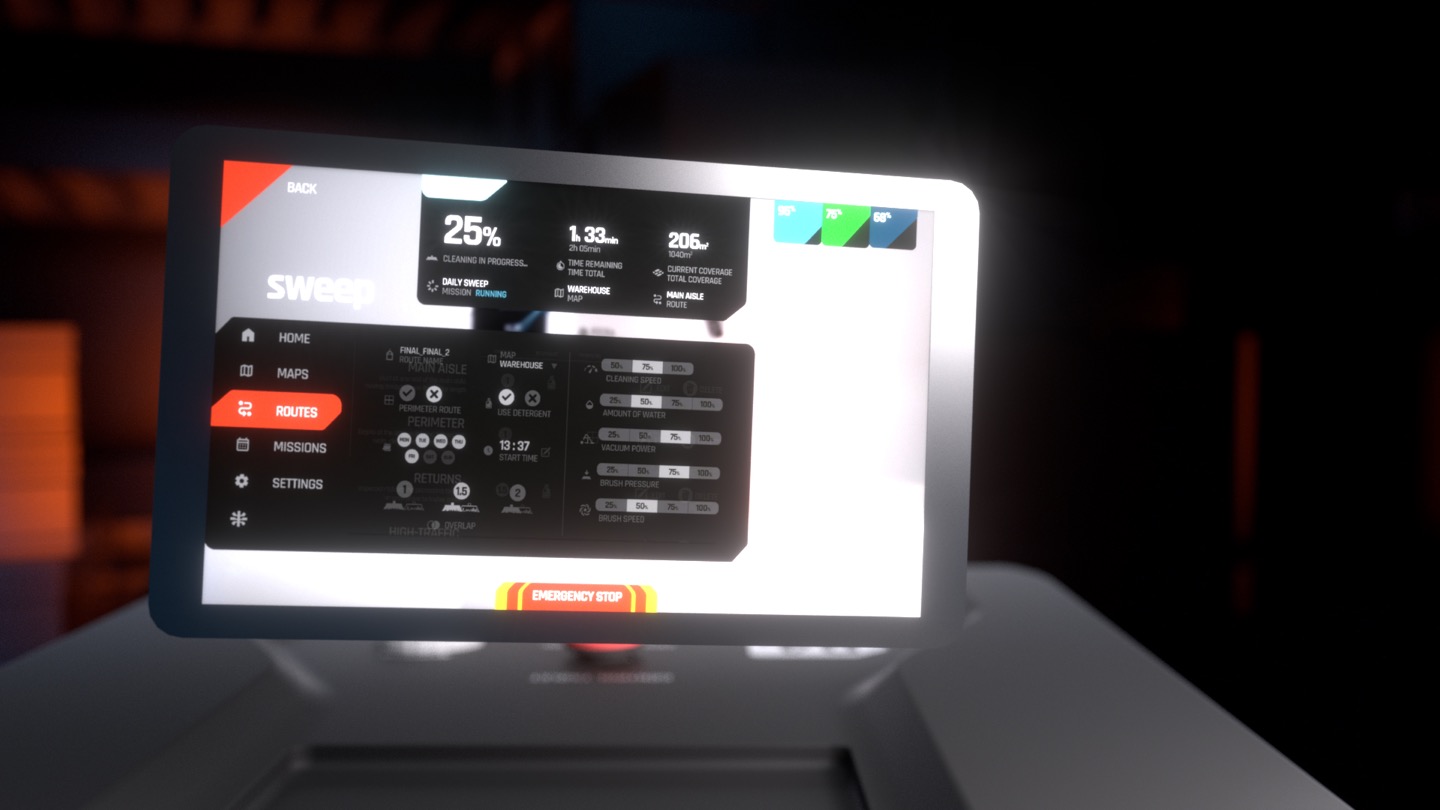 BACK
sweep
25%
CLEANING IN PROGRESS...
DAILY SWEEP
MISSION RUNNING
1h 33min
2h 05min
TIME REMAINING
TIME TOTAL
WAREHOUSE
MAP
206m²
1040m²
CURRENT COVERAGE
TOTAL COVERAGE
MAIN AISLE
ROUTE
76%
68%
HOME
MAPS
ROUTES
MISSIONS
SETTINGS
FINAL_FINAL_2
ROUTE NAME
MAIN AISLE
MAP
WAREHOUSE
PERIMETER ROUTE
USE DETERGENT
PERIMETER
MON TUE WED THU
FRI
13:37
START TIME
RETURNS
1 1.5 2
OVERLAP
HIGH-TRAFFIC
50% 75% 100%
CLEANING SPEED
25% 50% 75% 100%
AMOUNT OF WATER
25% 50% 75% 100%
VACUUM POWER
25% 50% 75% 100%
BRUSH PRESSURE
25% 50% 75% 100%
BRUSH SPEED
EMERGENCY STOP